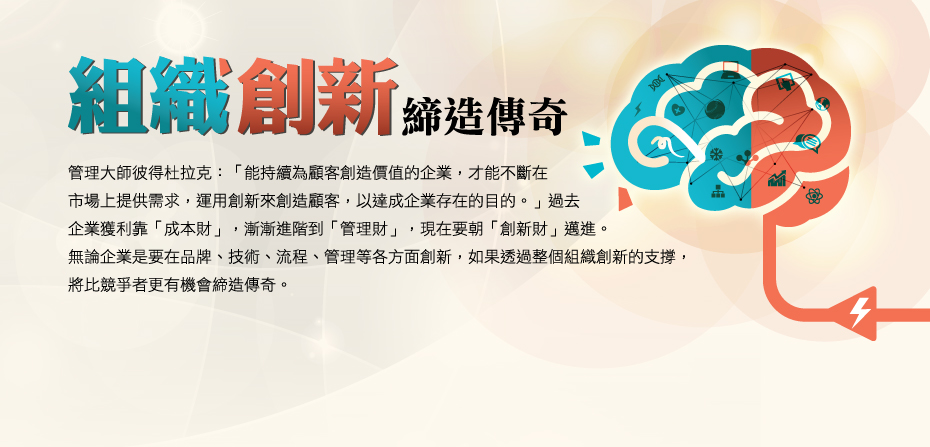 組織創新締造傳奇
管理大師彼得杜拉克：「能持續為顧客創造價值的企業，才能不斷在
市場上提供需求，運用創新來創造顧客，以達成企業存在的目的。」過去
企業獲利靠「成本財」，漸漸進階到「管理財」，現在要朝「創新財」邁進。
無論企業是要在品牌、技術、流程、管理等各方面創新，如果透過整個組織創新的支撐，
將比競爭者更有機會締造傳奇。